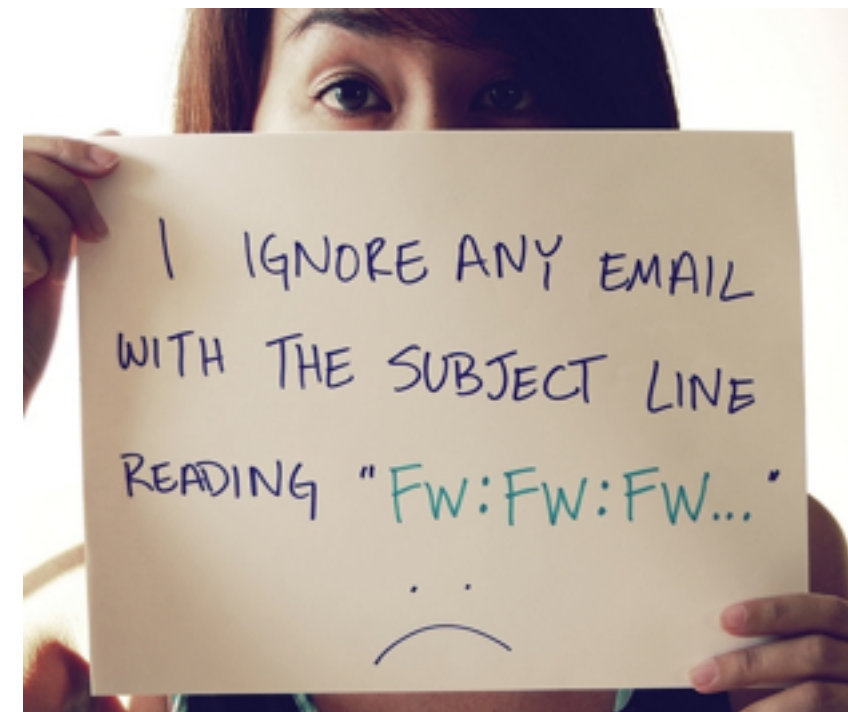 I IGNORE ANY EMAIL
WITH THE SUBJECT LINE
READING "FW:FW:FW..."